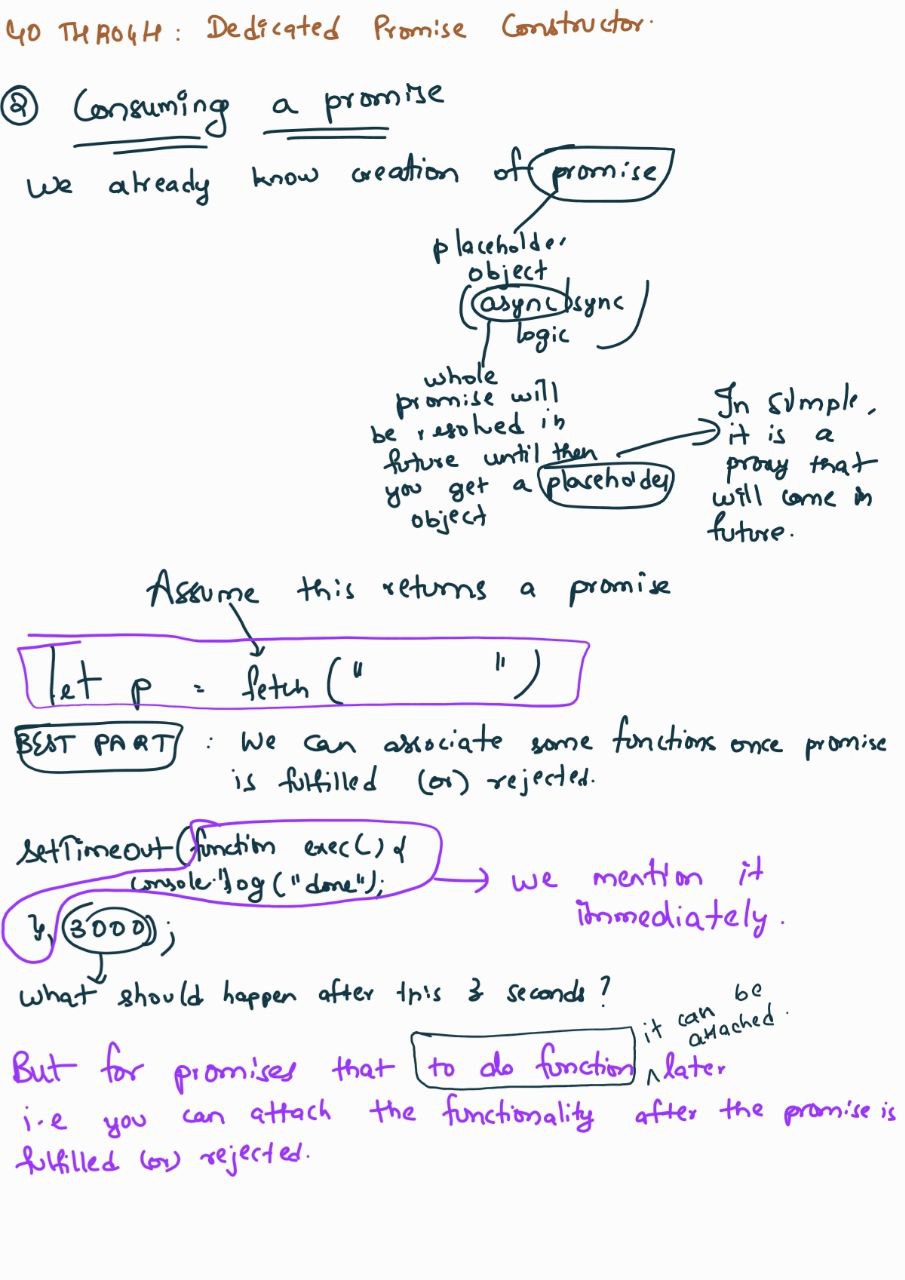 GO THROGH: Dedicated Promise Constructor.
② Consuming a promise
We already know creation of promise
placeholder
object
(async/sync
logic)
whole
promise will
be resolved in
future until then
you get a placeholder
object
In simple,
it is a
proxy that
will come in
future.
Assume this returns a promise
let p = fetch(" ")
BEST PART : We can associate some functions once promise
is fulfilled (or) rejected.
setTimeout(function exec() {
console.log("done");
}, 3000);
we mention it
immediately.
what should happen after this 3 seconds?
it can be
attached.
But for promises that to do function ^ later
i.e you can attach the functionality after the promise is
fulfilled (or) rejected.